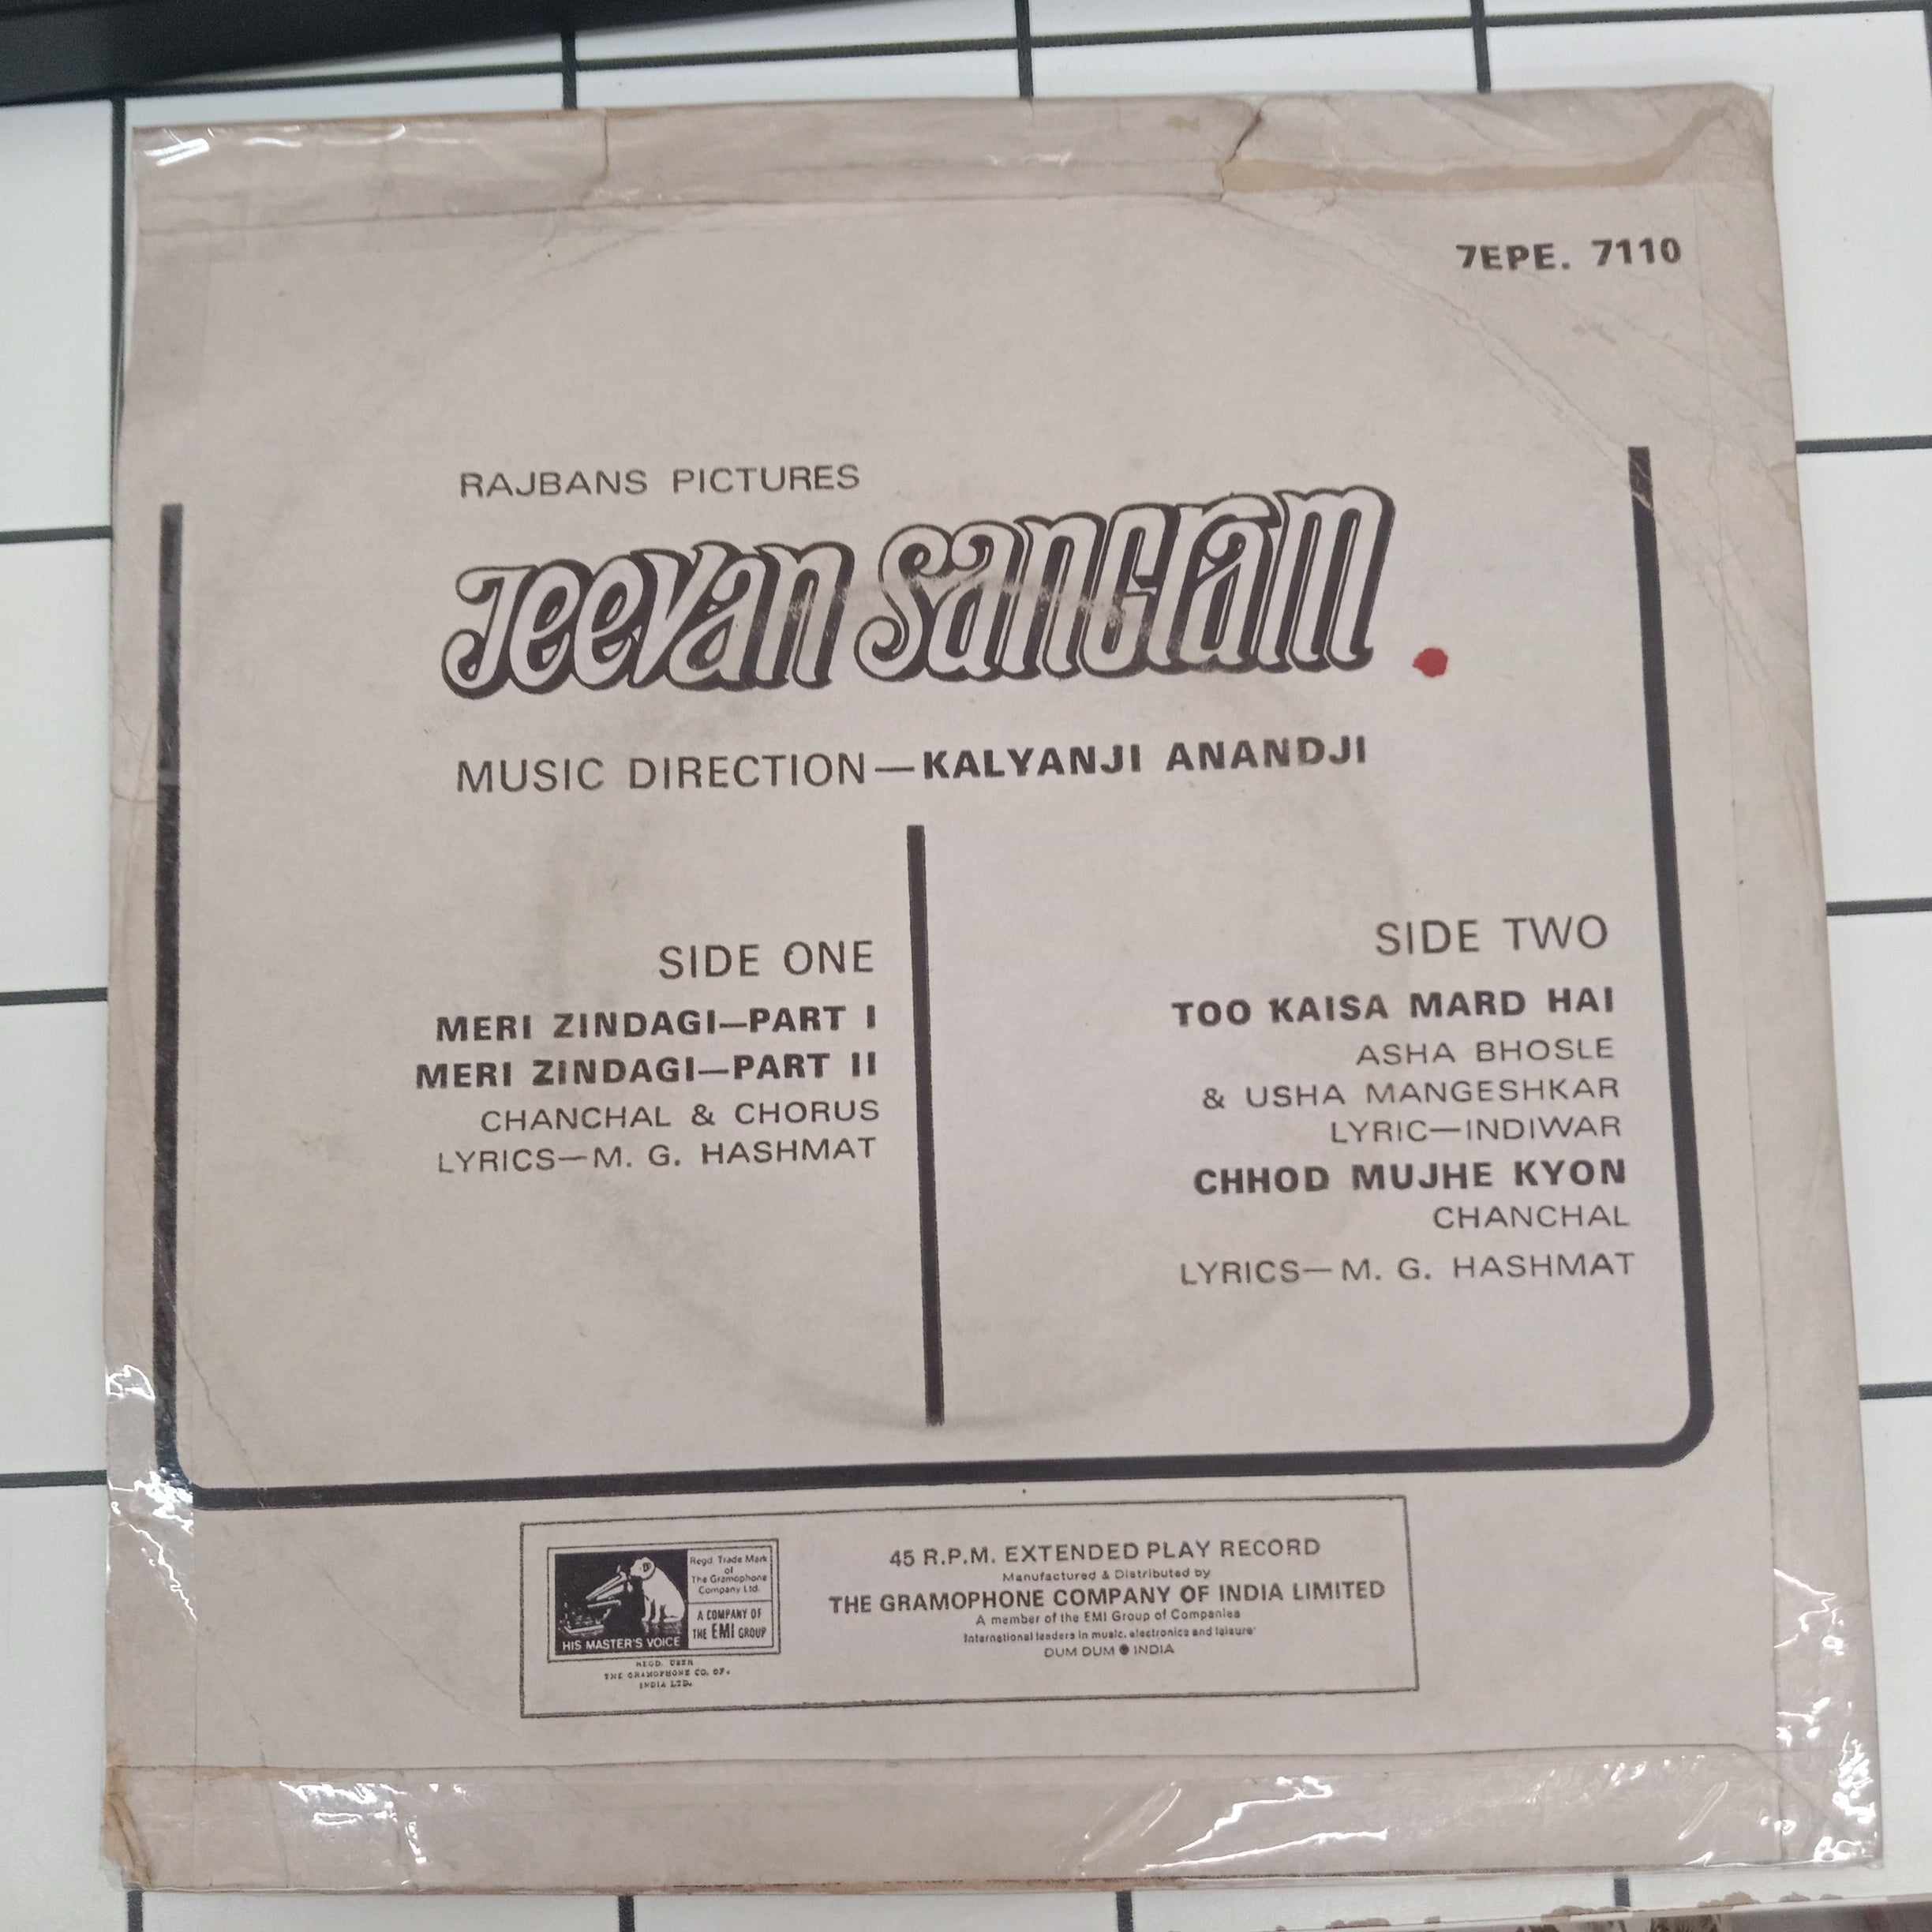 7EPE. 7110
RAJBANS PICTURES
Jeevan Sangram
MUSIC DIRECTION—KALYANJI ANANDJI
SIDE ONE
MERI ZINDAGI—PART I
MERI ZINDAGI—PART II
CHANCHAL & CHORUS
LYRICS—M. G. HASHMAT
SIDE TWO
TOO KAISA MARD HAI
ASHA BHOSLE
& USHA MANGESHKAR
LYRIC—INDIWAR
CHHOD MUJHE KYON
CHANCHAL
LYRICS—M. G. HASHMAT
Regd. Trade Mark
of
The Gramophone
Company Ltd.
A COMPANY OF
THE EMI GROUP
HIS MASTER'S VOICE
REGD. USER
THE GRAMOPHONE CO. OF.
INDIA LTD.
45 R.P.M. EXTENDED PLAY RECORD
Manufactured & Distributed by
THE GRAMOPHONE COMPANY OF INDIA LIMITED
A member of the EMI Group of Companies
International leaders in music, electronics and leisure
DUM DUM ● INDIA